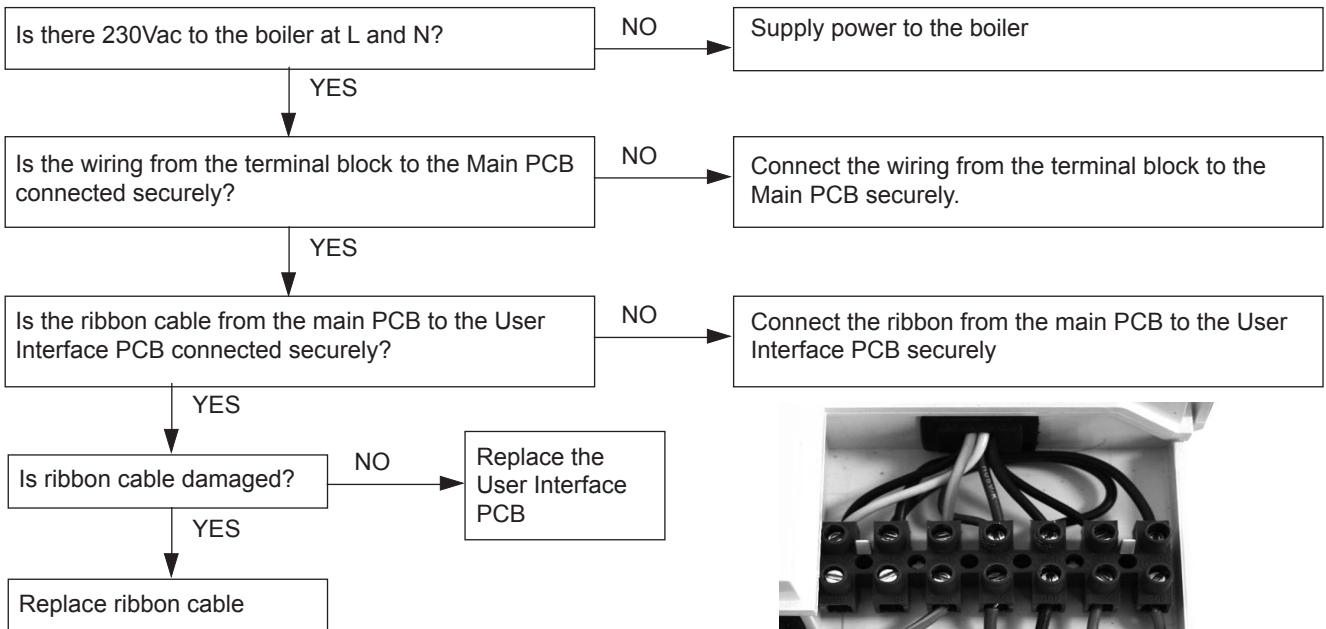 Is there 230Vac to the boiler at L and N?
NO
Supply power to the boiler
YES
Is the wiring from the terminal block to the Main PCB
connected securely?
NO
Connect the wiring from the terminal block to the
Main PCB securely.
YES
Is the ribbon cable from the main PCB to the User
Interface PCB connected securely?
NO
Connect the ribbon from the main PCB to the User
Interface PCB securely
YES
Is ribbon cable damaged?
NO
Replace the
User Interface
PCB
YES
Replace ribbon cable